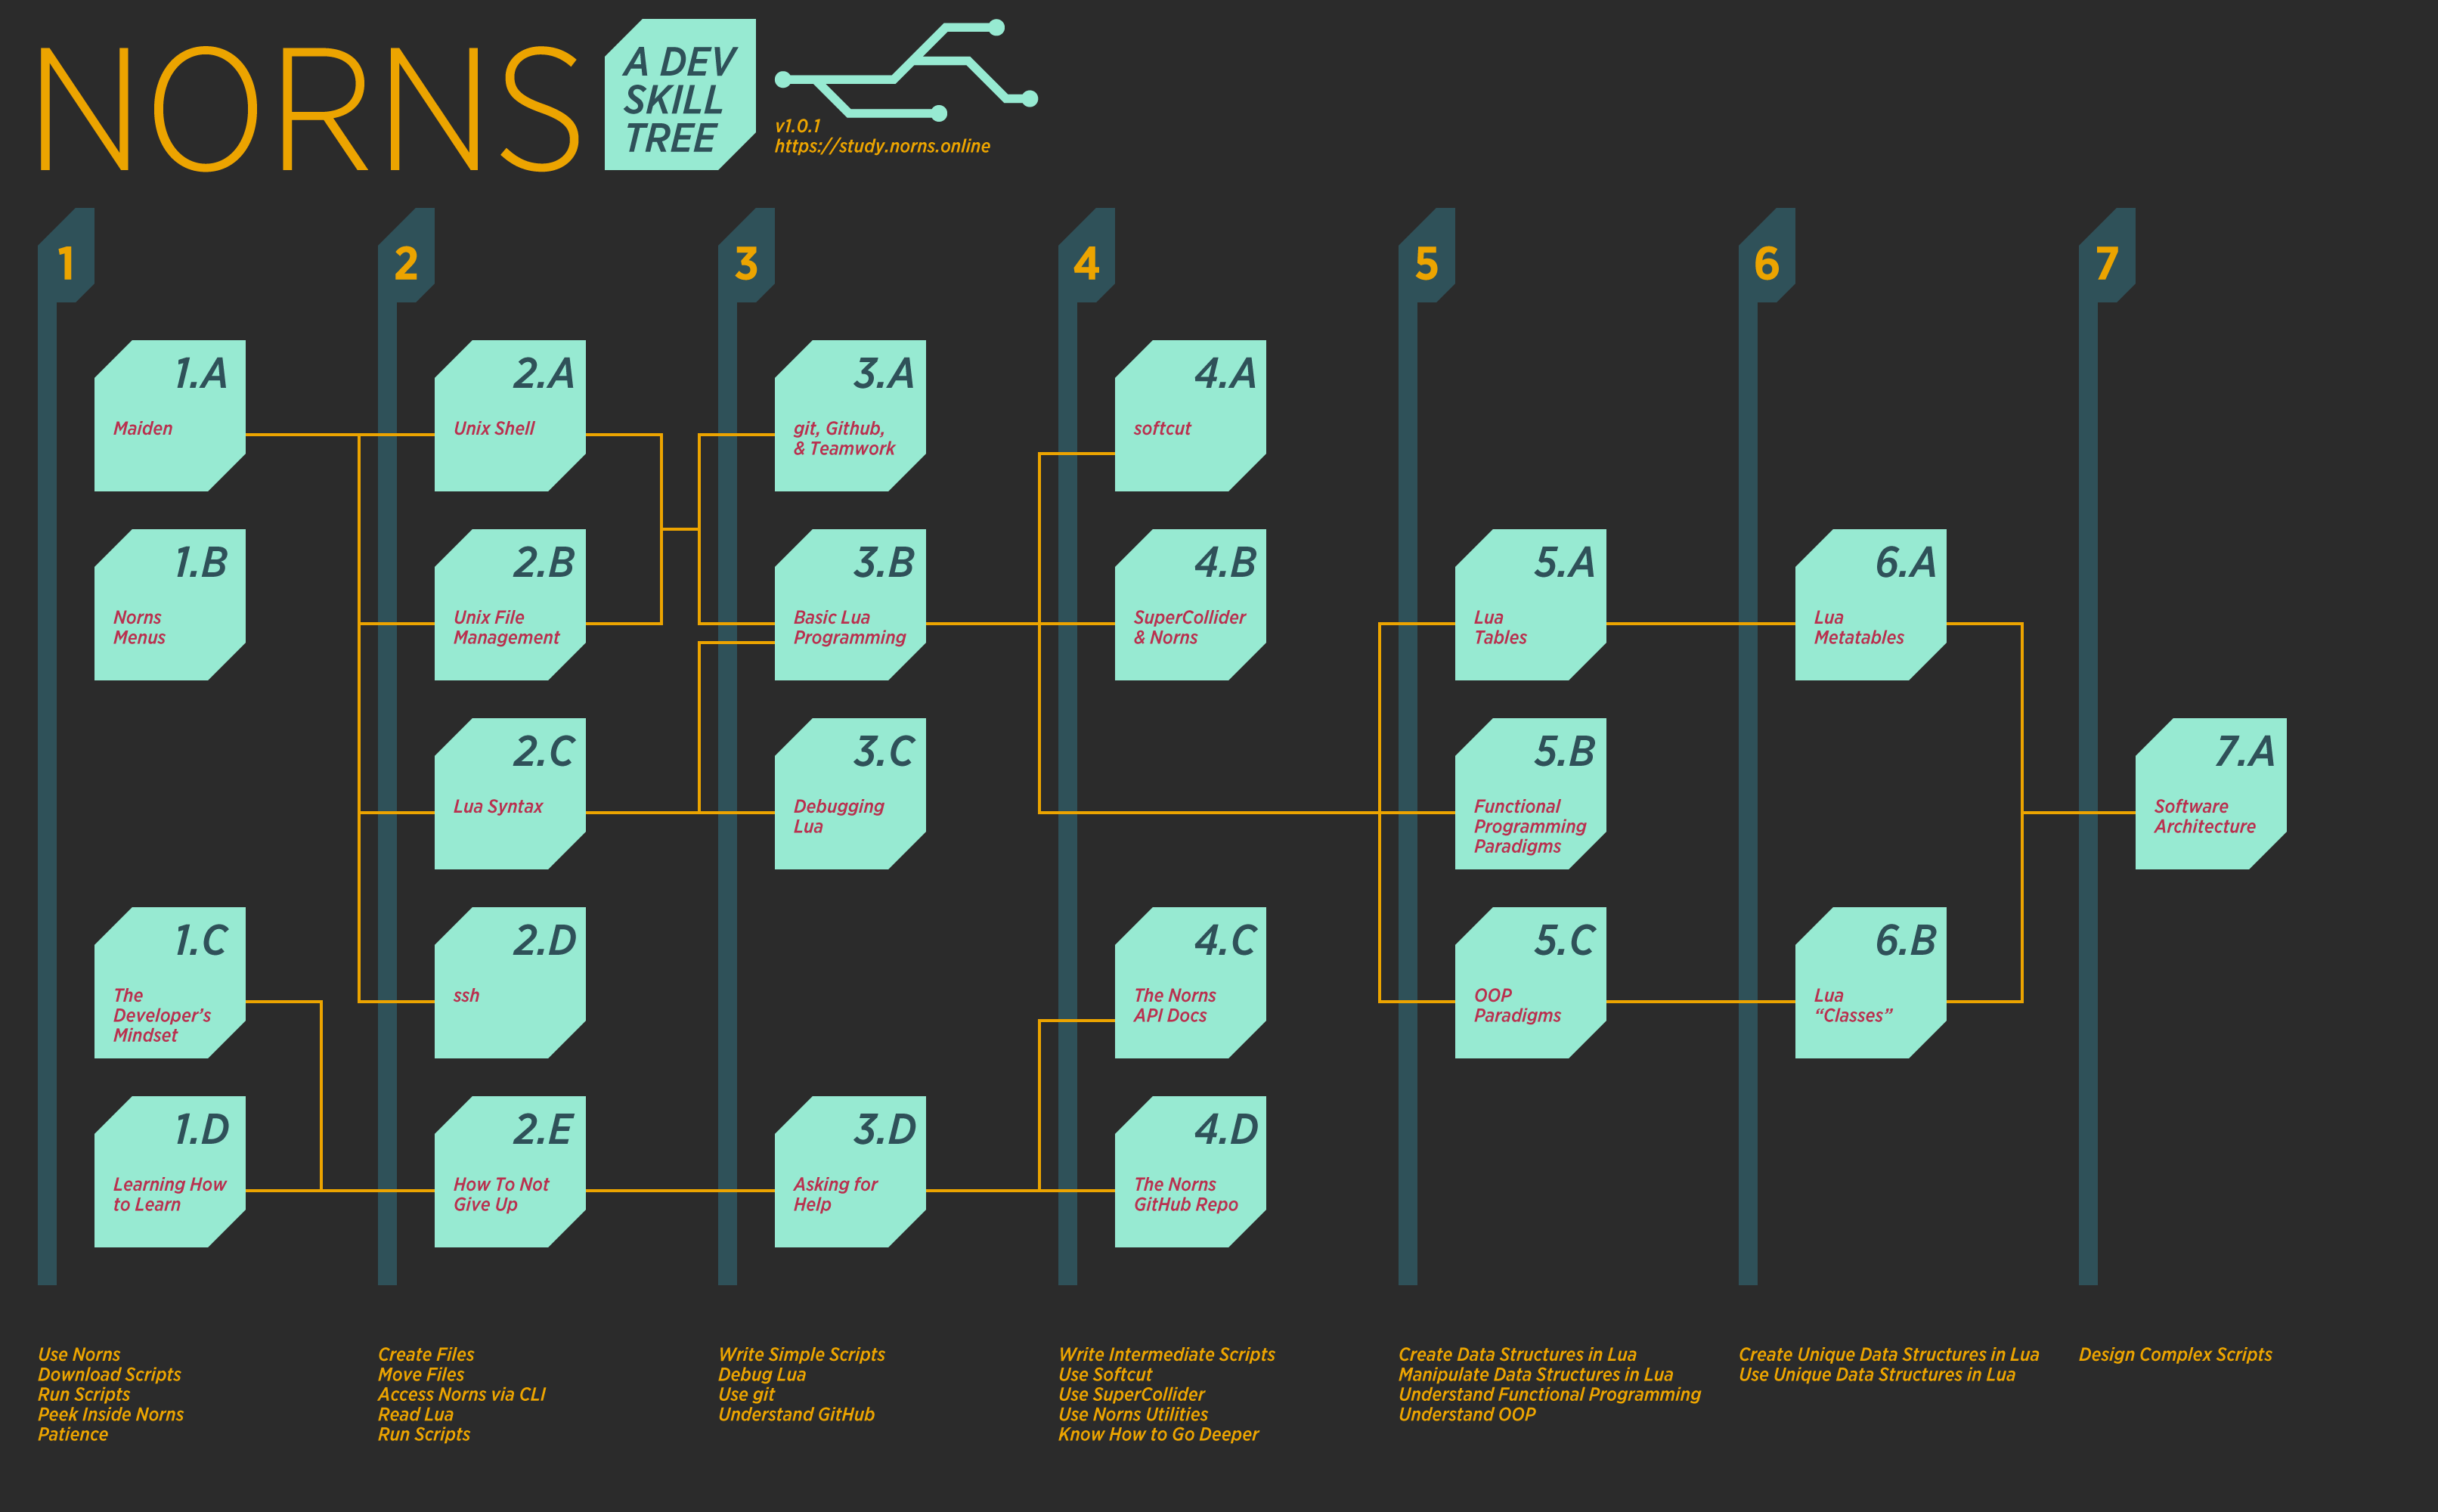 NORNS
A DEV
SKILL
TREE
v1.0.1
https://study.norns.online
1
2
3
4
5
6
7
1.A
Maiden
2.A
Unix Shell
3.A
git, Github,
& Teamwork
4.A
softcut
1.B
Norns
Menus
2.B
Unix File
Management
3.B
Basic Lua
Programming
4.B
SuperCollider
& Norns
5.A
Lua
Tables
6.A
Lua
Metatables
2.C
Lua Syntax
3.C
Debugging
Lua
5.B
Functional
Programming
Paradigms
7.A
Software
Architecture
1.C
The
Developer’s
Mindset
2.D
ssh
4.C
The Norns
API Docs
5.C
OOP
Paradigms
6.B
Lua
“Classes”
1.D
Learning How
to Learn
2.E
How To Not
Give Up
3.D
Asking for
Help
4.D
The Norns
GitHub Repo
Use Norns
Download Scripts
Run Scripts
Peek Inside Norns
Patience
Create Files
Move Files
Access Norns via CLI
Read Lua
Run Scripts
Write Simple Scripts
Debug Lua
Use git
Understand GitHub
Write Intermediate Scripts
Use Softcut
Use SuperCollider
Use Norns Utilities
Know How to Go Deeper
Create Data Structures in Lua
Manipulate Data Structures in Lua
Understand Functional Programming
Understand OOP
Create Unique Data Structures in Lua
Use Unique Data Structures in Lua
Design Complex Scripts